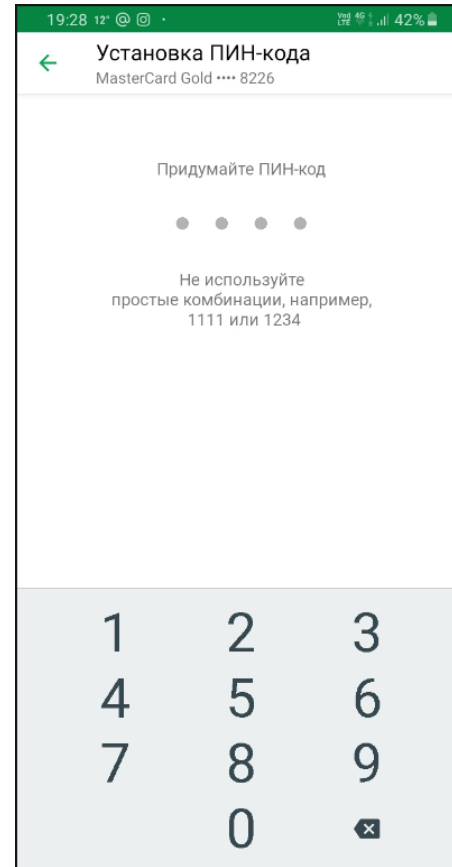 19:28 12° @ 42%
Установка ПИН-кода
MasterCard Gold •••• 8226
Придумайте ПИН-код
Не используйте
простые комбинации, например,
1111 или 1234
1 2 3
4 5 6
7 8 9
0